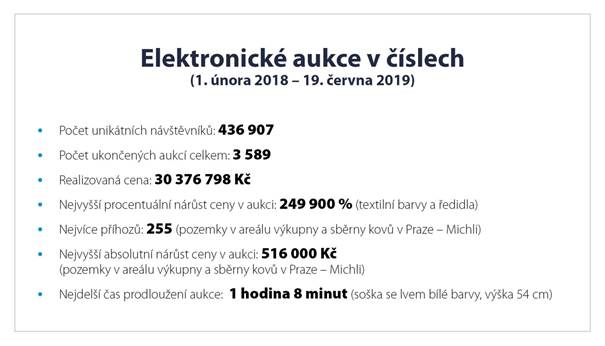 Elektronické aukce v číslech
(1. února 2018 – 19. června 2019)
• Počet unikátních návštěvníků: 436 907
• Počet ukončených aukcí celkem: 3 589
• Realizovaná cena: 30 376 798 Kč
• Nejvyšší procentuální nárůst ceny v aukci: 249 900 % (textilní barvy a ředidla)
• Nejvíce příhozů: 255 (pozemky v areálu výkupny a sběrny kovů v Praze – Michli)
• Nejvyšší absolutní nárůst ceny v aukci: 516 000 Kč
(pozemky v areálu výkupny a sběrny kovů v Praze – Michli)
• Nejdelší čas prodloužení aukce: 1 hodina 8 minut (soška se lvem bílé barvy, výška 54 cm)